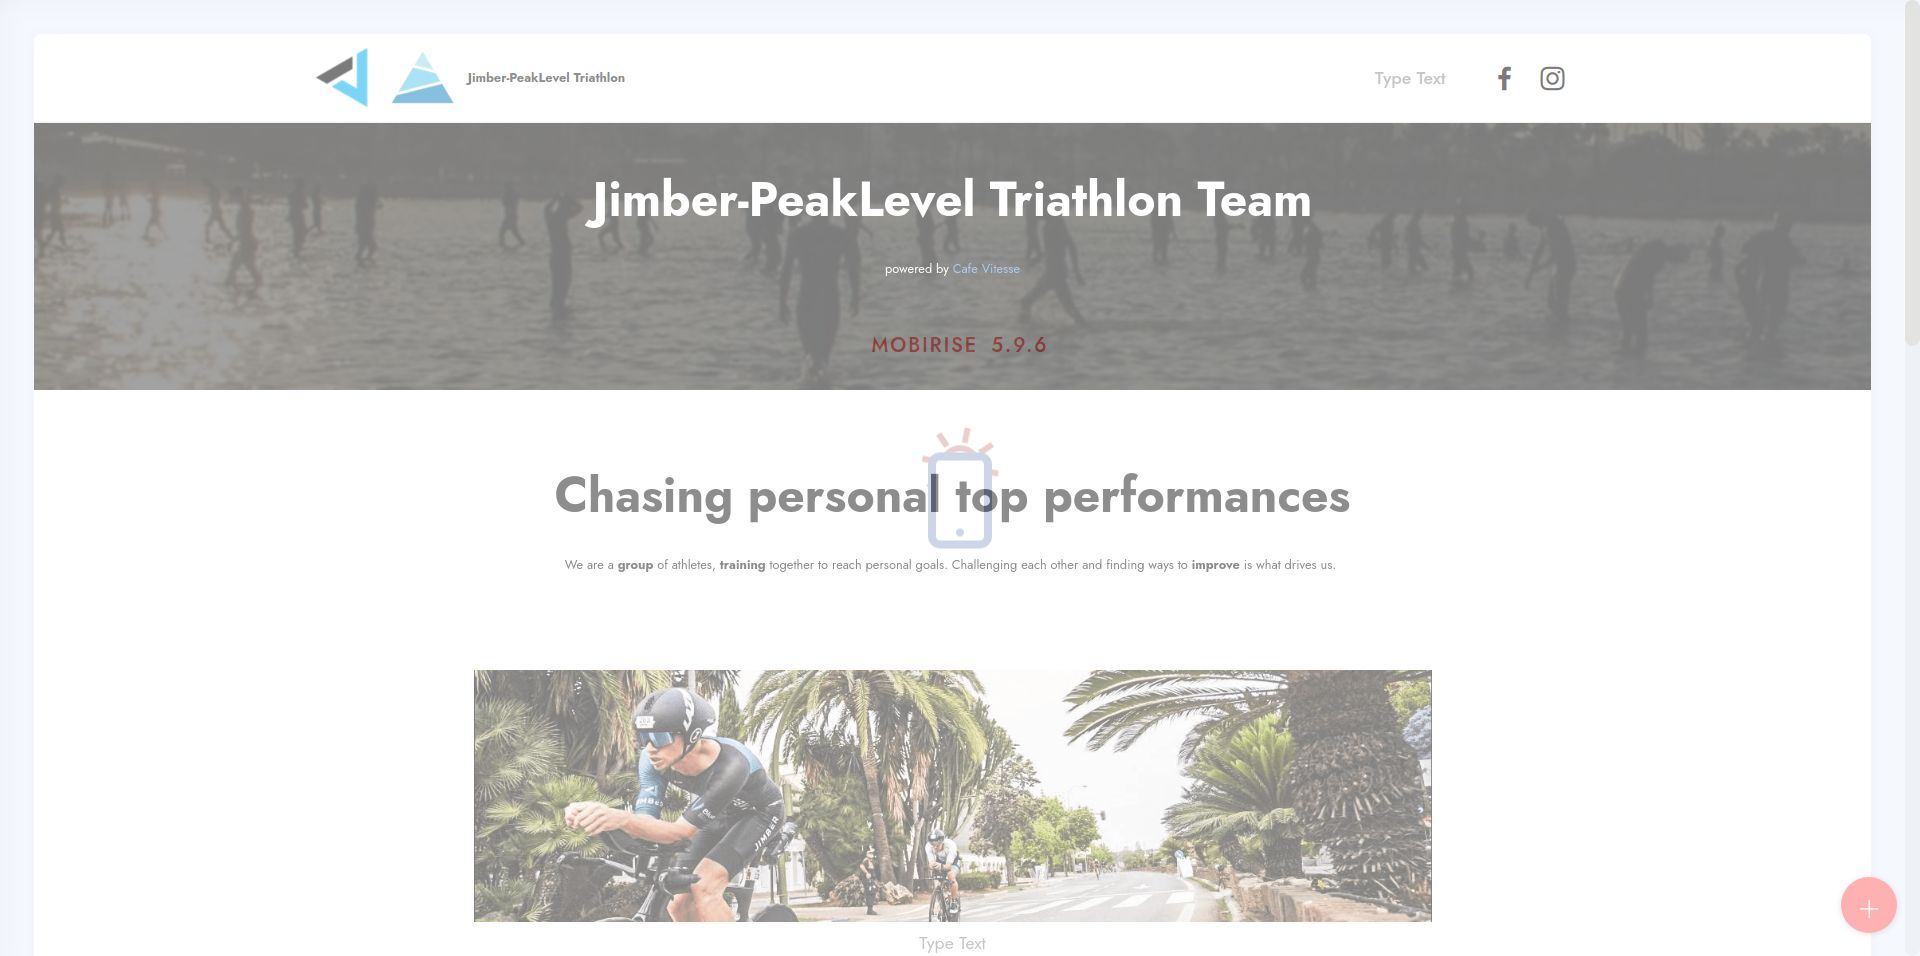 Jimber-PeakLevel Triathlon
Type Text
Jimber-PeakLevel Triathlon Team
powered by Cafe Vitesse
MOBIRISE 5.9.6
Chasing personal top performances
We are a group of athletes, training together to reach personal goals. Challenging each other and finding ways to improve is what drives us.
JIMBER
Type Text